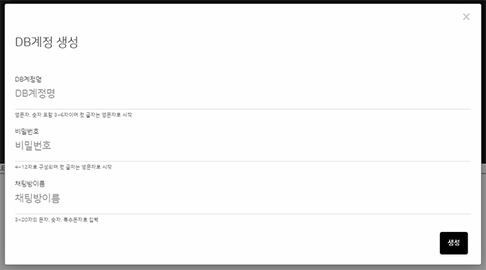 DB계정 생성
DB계정명
DB계정명
영문자, 숫자 포함 3~6자이며 첫 글자는 영문자로 시작
비밀번호
비밀번호
4~12자로 구성되며 첫 글자는 영문자로 시작
채팅방이름
채팅방이름
3~20자의 문자, 숫자, 특수문자로 입력
생성